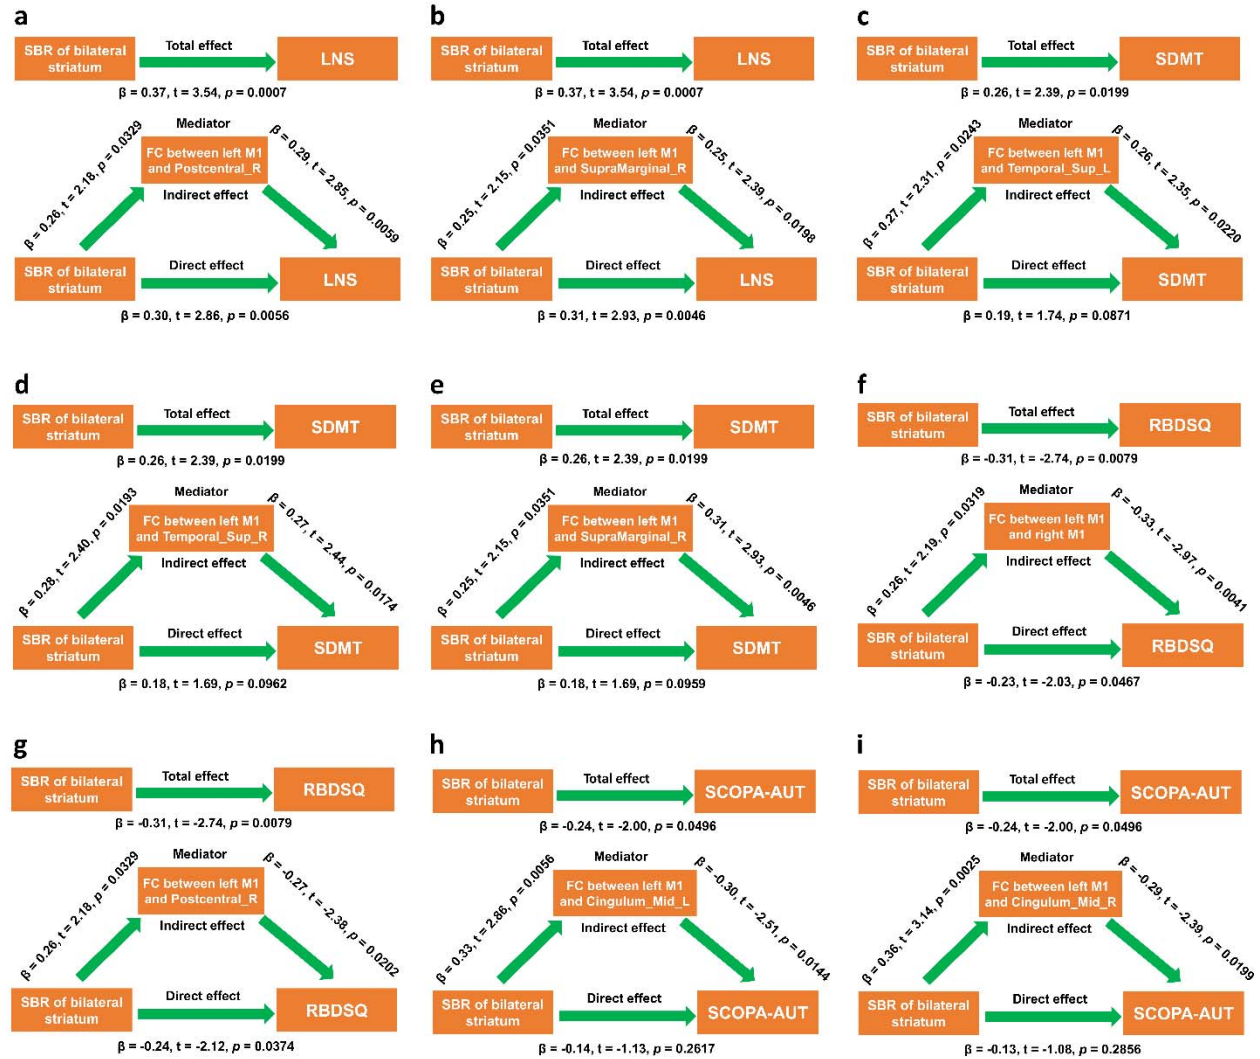 a
SBR of bilateral
striatum
Total effect
LNS
β = 0.37, t = 3.54, p = 0.0007
Mediator
β = 0.26, t = 2.18, p = 0.0329
FC between left M1
and Postcentral_R
β = 0.29, t = 2.85, p = 0.0059
Indirect effect
SBR of bilateral
striatum
Direct effect
LNS
β = 0.30, t = 2.86, p = 0.0056
b
SBR of bilateral
striatum
Total effect
LNS
β = 0.37, t = 3.54, p = 0.0007
Mediator
β = 0.25, t = 2.15, p = 0.0351
FC between left M1
and SupraMarginal_R
β = 0.25, t = 2.39, p = 0.0198
Indirect effect
SBR of bilateral
striatum
Direct effect
LNS
β = 0.31, t = 2.93, p = 0.0046
c
SBR of bilateral
striatum
Total effect
SDMT
β = 0.26, t = 2.39, p = 0.0199
Mediator
β = 0.27, t = 2.31, p = 0.0243
FC between left M1
and Temporal_Sup_L
β = 0.26, t = 2.35, p = 0.0220
Indirect effect
SBR of bilateral
striatum
Direct effect
SDMT
β = 0.19, t = 1.74, p = 0.0871
d
SBR of bilateral
striatum
Total effect
SDMT
β = 0.26, t = 2.39, p = 0.0199
Mediator
β = 0.28, t = 2.40, p = 0.0193
FC between left M1
and Temporal_Sup_R
β = 0.27, t = 2.44, p = 0.0174
Indirect effect
SBR of bilateral
striatum
Direct effect
SDMT
β = 0.18, t = 1.69, p = 0.0962
e
SBR of bilateral
striatum
Total effect
SDMT
β = 0.26, t = 2.39, p = 0.0199
Mediator
β = 0.25, t = 2.15, p = 0.0351
FC between left M1
and SupraMarginal_R
β = 0.31, t = 2.93, p = 0.0046
Indirect effect
SBR of bilateral
striatum
Direct effect
SDMT
β = 0.18, t = 1.69, p = 0.0959
f
SBR of bilateral
striatum
Total effect
RBDSQ
β = -0.31, t = -2.74, p = 0.0079
Mediator
β = 0.26, t = 2.19, p = 0.0319
FC between left M1
and right M1
β = -0.33, t = -2.97, p = 0.0041
Indirect effect
SBR of bilateral
striatum
Direct effect
RBDSQ
β = -0.23, t = -2.03, p = 0.0467
g
SBR of bilateral
striatum
Total effect
RBDSQ
β = -0.31, t = -2.74, p = 0.0079
Mediator
β = 0.26, t = 2.18, p = 0.0329
FC between left M1
and Postcentral_R
β = -0.27, t = -2.38, p = 0.0202
Indirect effect
SBR of bilateral
striatum
Direct effect
RBDSQ
β = -0.24, t = -2.12, p = 0.0374
h
SBR of bilateral
striatum
Total effect
SCOPA-AUT
β = -0.24, t = -2.00, p = 0.0496
Mediator
β = 0.33, t = 2.86, p = 0.0056
FC between left M1
and Cingulum_Mid_L
β = -0.30, t = -2.51, p = 0.0144
Indirect effect
SBR of bilateral
striatum
Direct effect
SCOPA-AUT
β = -0.14, t = -1.13, p = 0.2617
i
SBR of bilateral
striatum
Total effect
SCOPA-AUT
β = -0.24, t = -2.00, p = 0.0496
Mediator
β = 0.36, t = 3.14, p = 0.0025
FC between left M1
and Cingulum_Mid_R
β = -0.29, t = -2.39, p = 0.0199
Indirect effect
SBR of bilateral
striatum
Direct effect
SCOPA-AUT
β = -0.13, t = -1.08, p = 0.2856